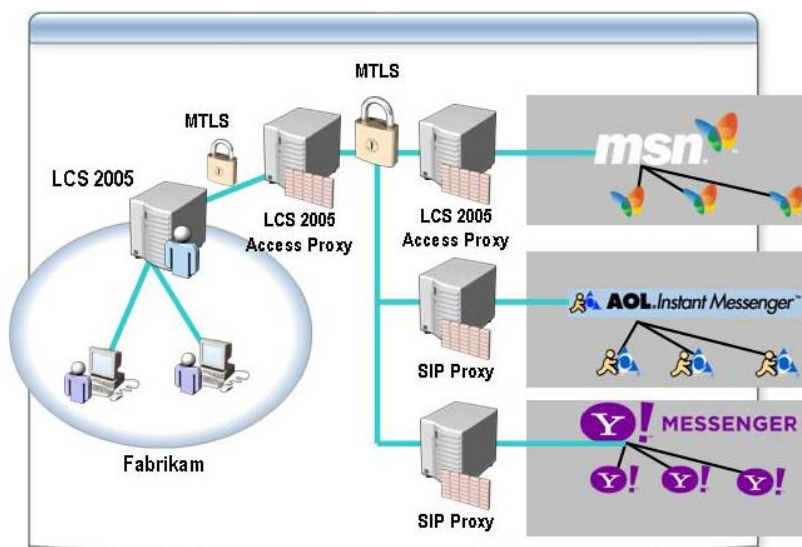 MTLS
MTLS
LCS 2005
LCS 2005
Access Proxy
LCS 2005
Access Proxy
msn
AOL Instant Messenger™
SIP Proxy
Y! MESSENGER
Y! Y! Y!
SIP Proxy
Fabrikam